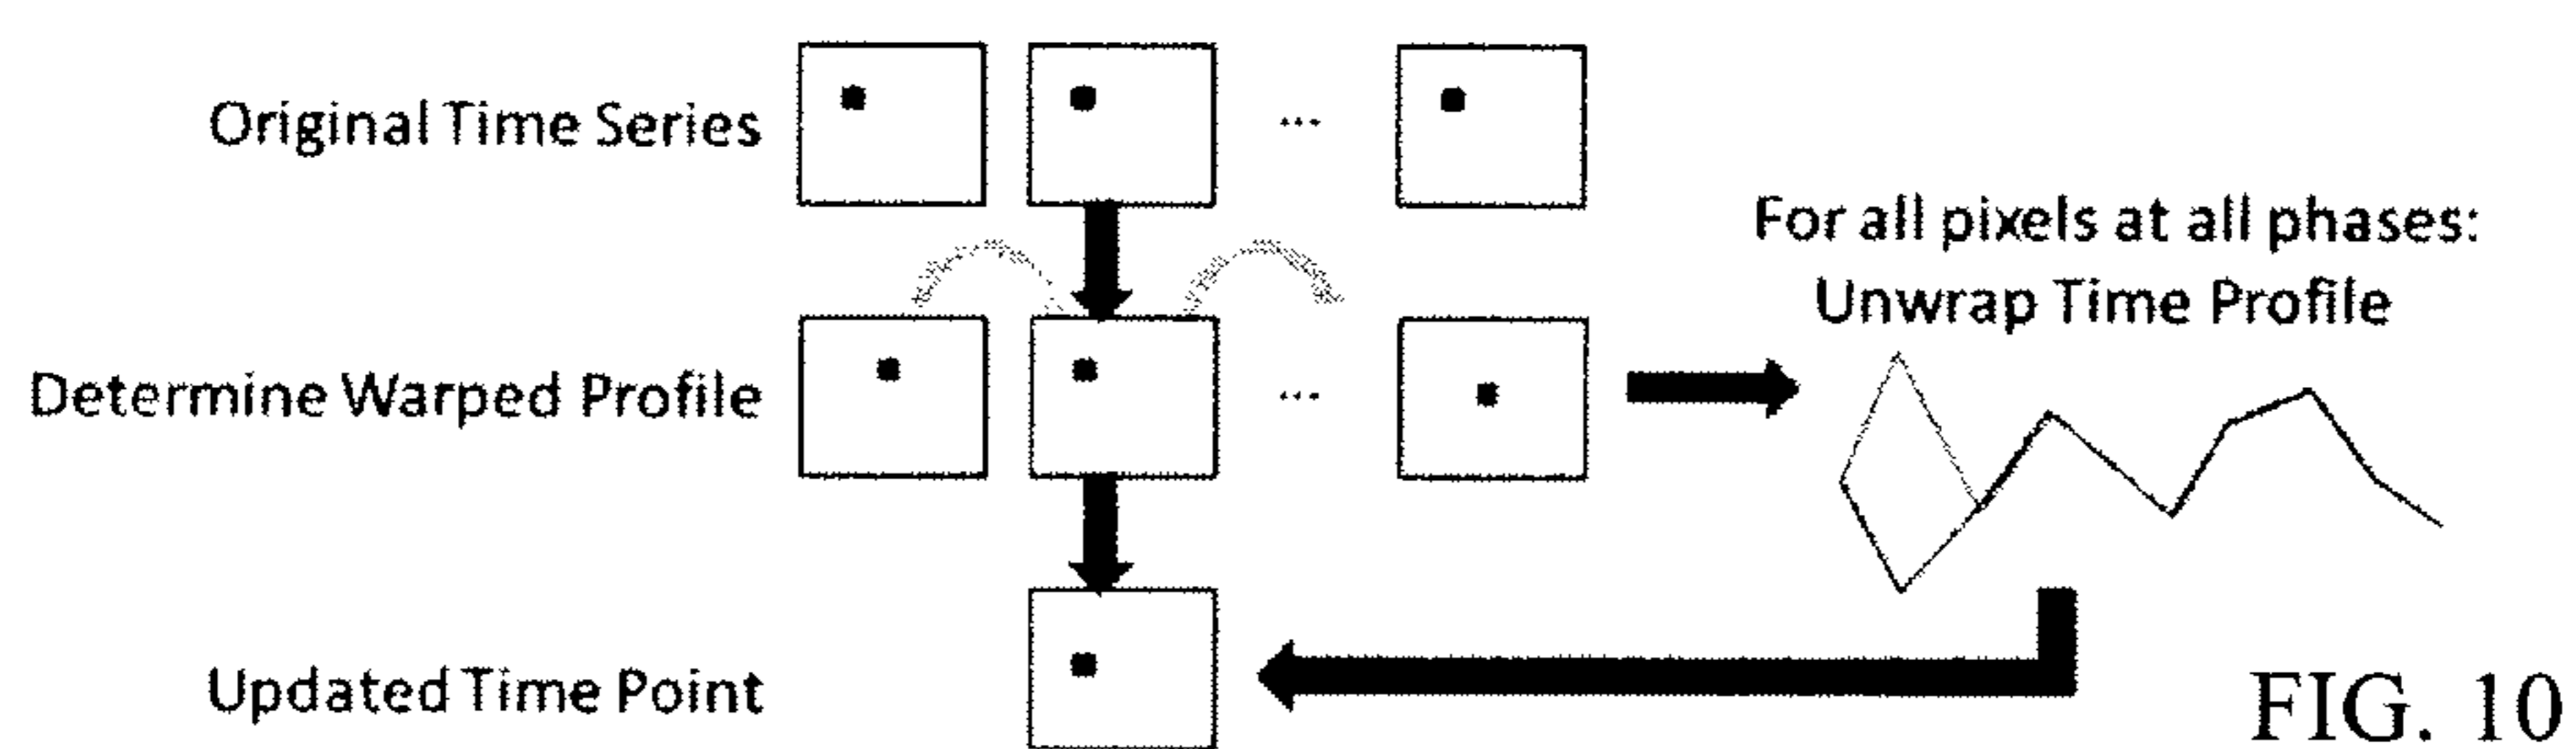 Original Time Series
...
For all pixels at all phases:
Unwrap Time Profile
Determine Warped Profile
...
Updated Time Point
FIG. 10